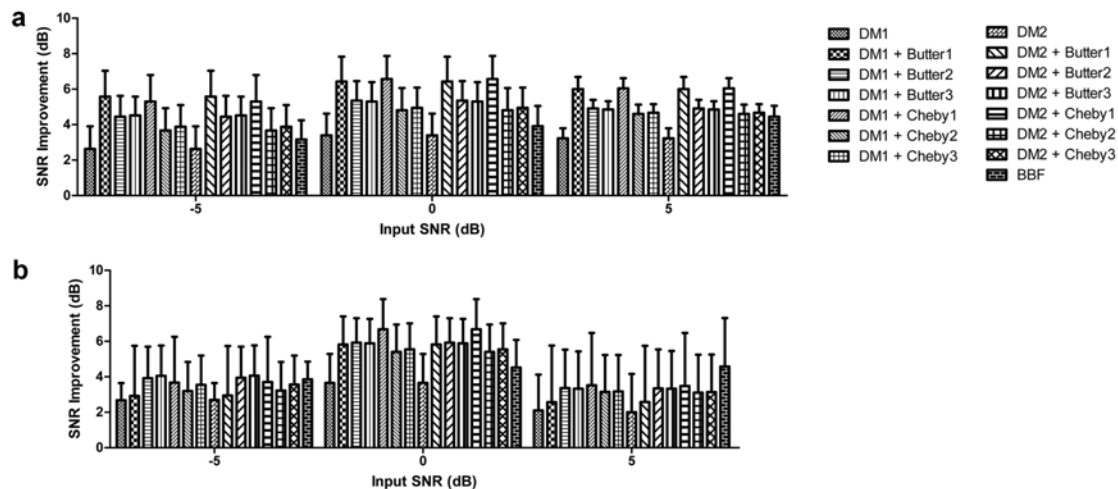 a
SNR Improvement (dB)
10
8
6
4
2
0
-5
0
5
Input SNR (dB)
DM1
DM1 + Butter1
DM1 + Butter2
DM1 + Butter3
DM1 + Cheby1
DM1 + Cheby2
DM1 + Cheby3
DM2
DM2 + Butter1
DM2 + Butter2
DM2 + Butter3
DM2 + Cheby1
DM2 + Cheby2
DM2 + Cheby3
BBF
b
SNR Improvement (dB)
10
8
6
4
2
0
-5
0
5
Input SNR (dB)